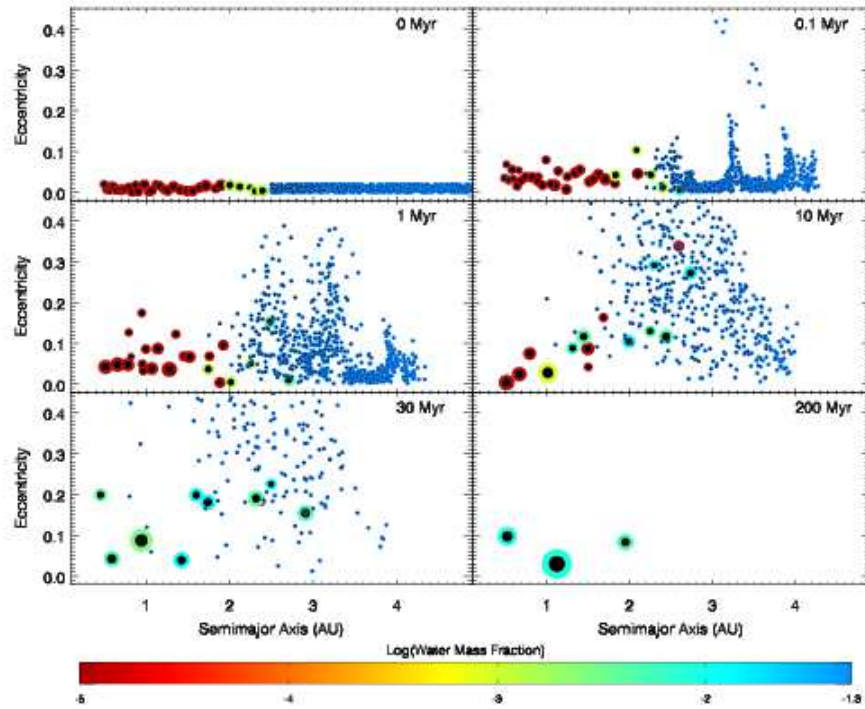 0 Myr
0.1 Myr
0.4
0.3
0.2
0.1
0.0
Eccentricity
1 Myr
10 Myr
0.4
0.3
0.2
0.1
0.0
Eccentricity
30 Myr
200 Myr
0.4
0.3
0.2
0.1
0.0
Eccentricity
1 2 3 4
1 2 3 4
Semimajor Axis (AU)
Semimajor Axis (AU)
Log(Water Mass Fraction)
-5 -4 -3 -2 -1.3